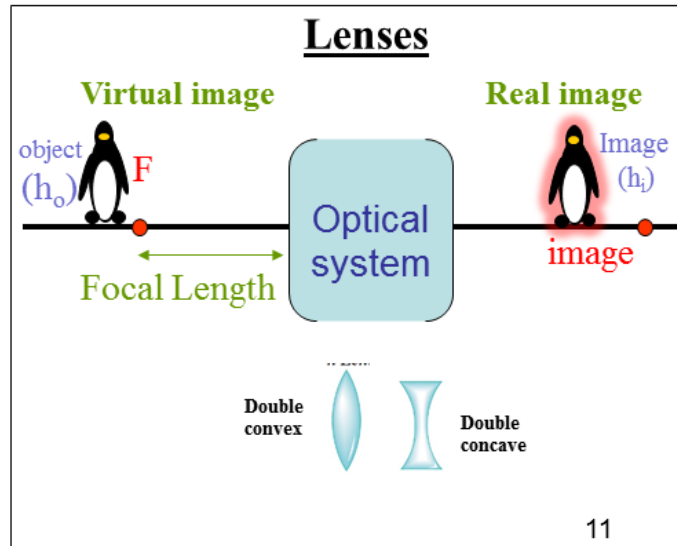 Lenses
Virtual image
Real image
object
(hₒ)
F
Image
(hᵢ)
Optical
system
image
Focal Length
Double
convex
Double
concave
11